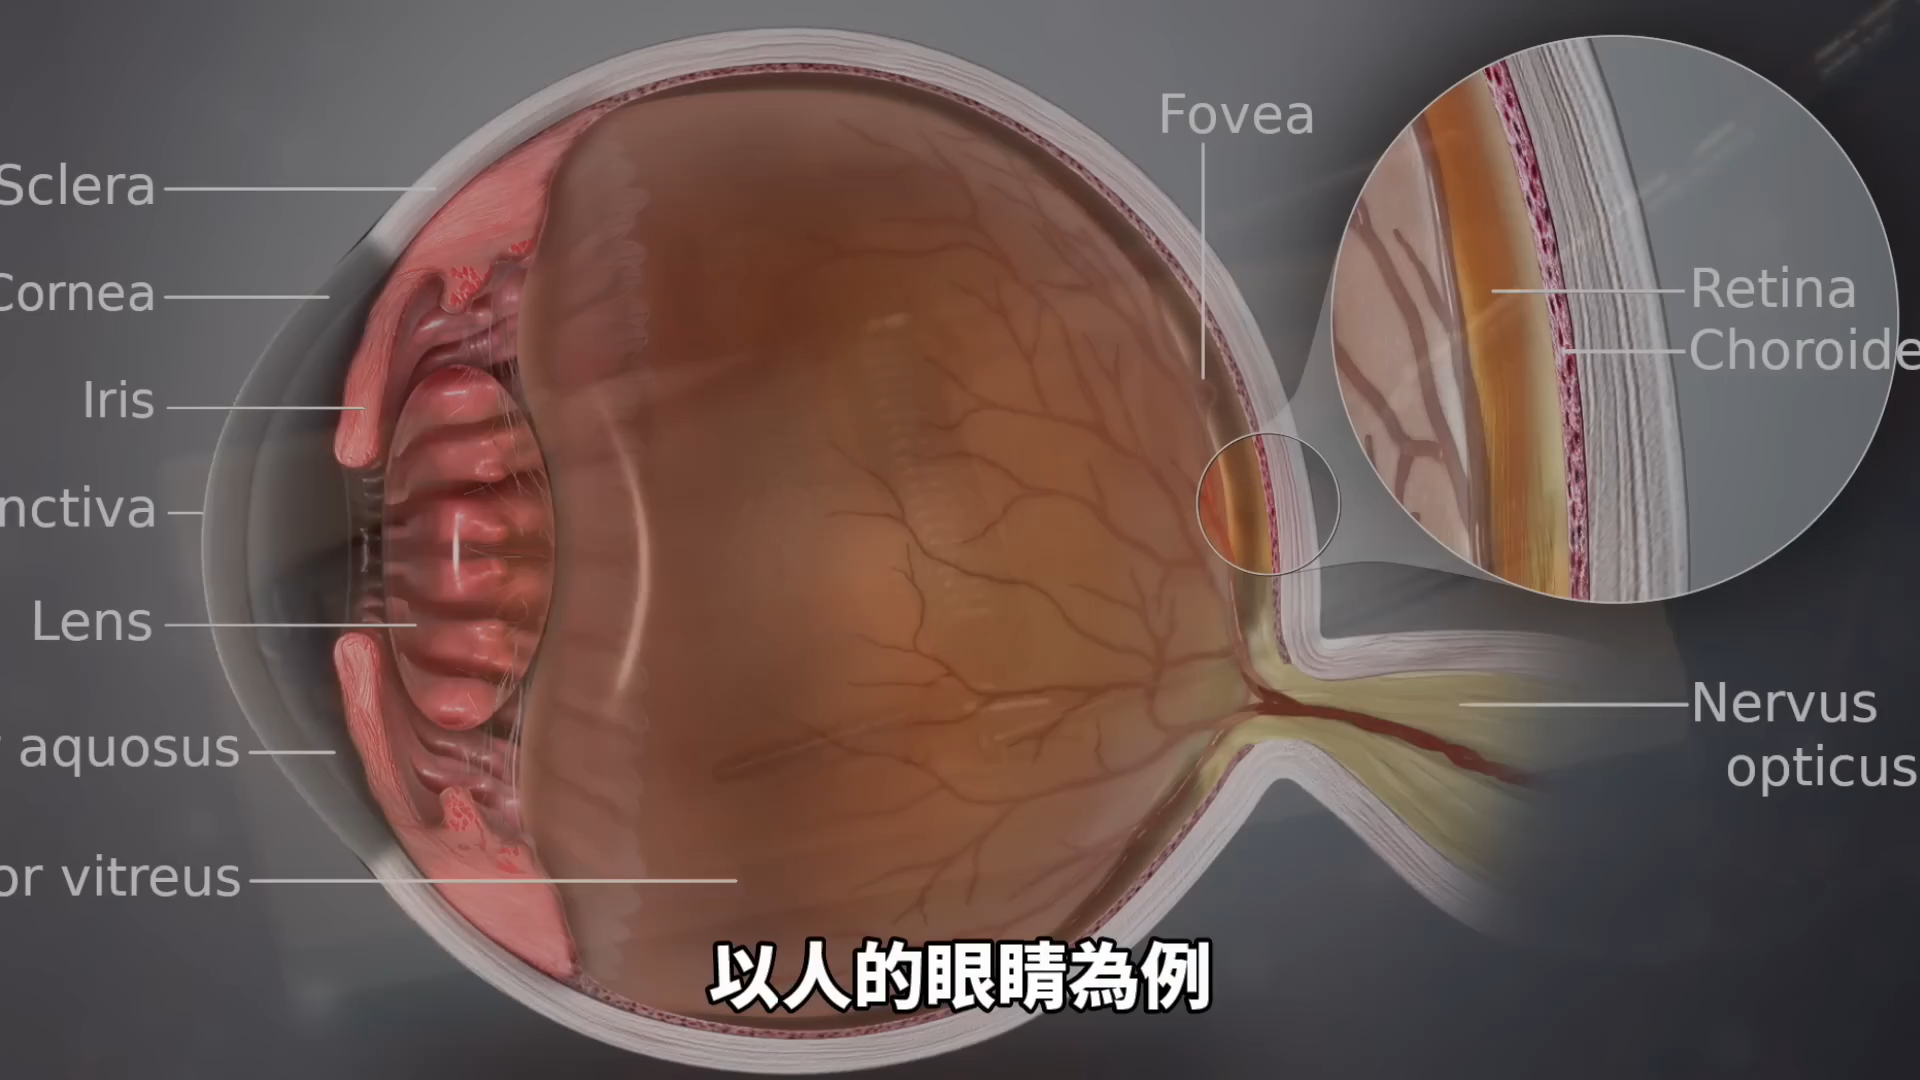 Fovea
Sclera
Cornea
Iris
nctiva
Lens
aquosus
or vitreus
Retina
Choroide
Nervus
opticus
以人的眼睛為例